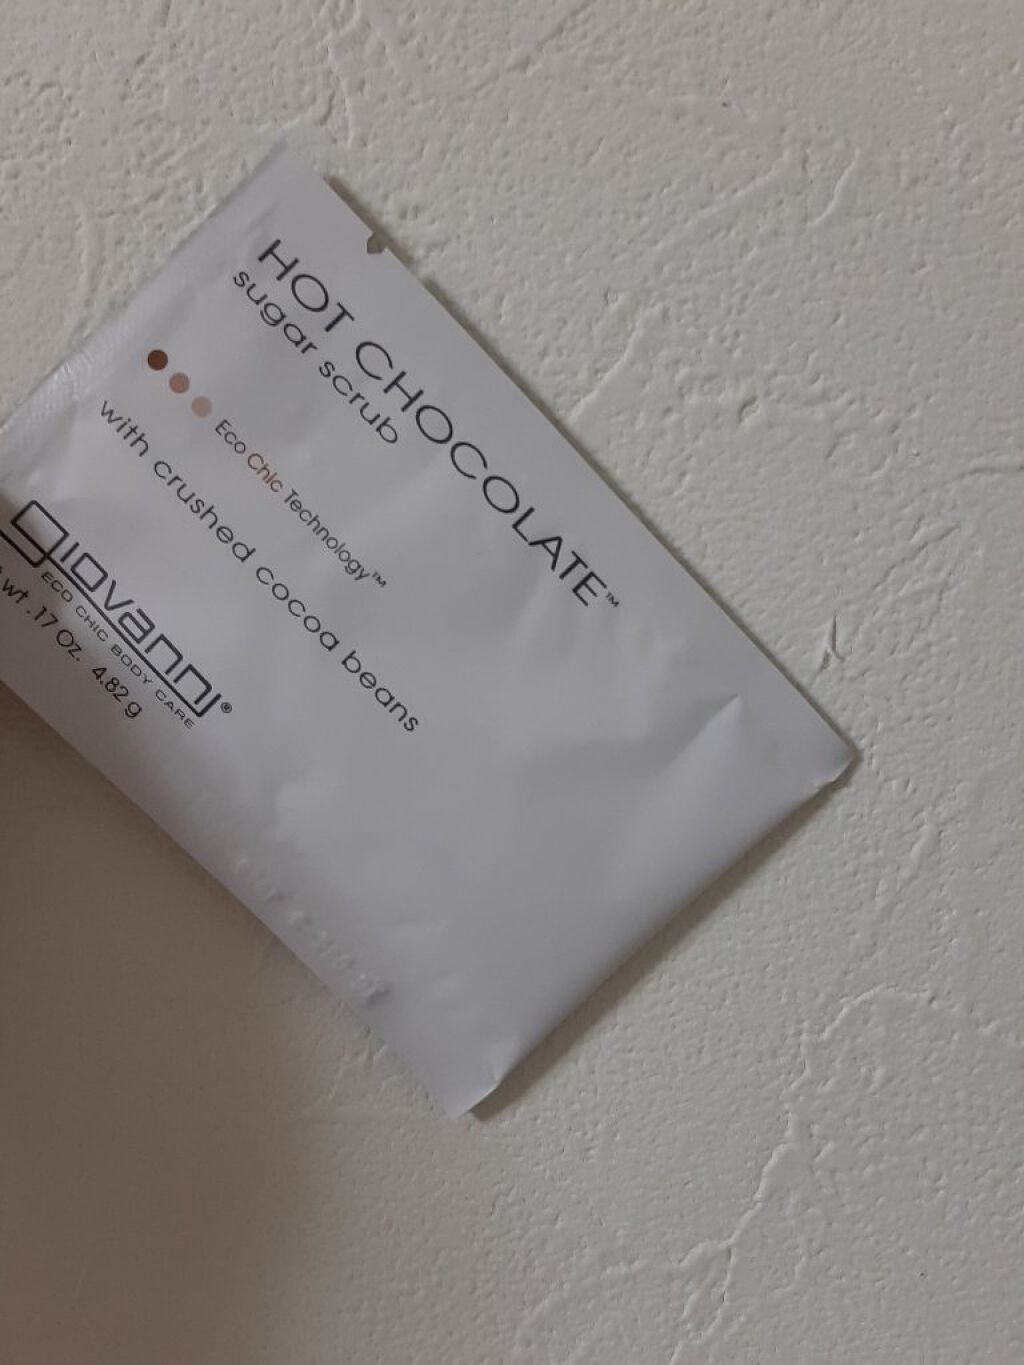 HOT CHOCOLATE™
sugar scrub
Eco Chic Technology™
with crushed cocoa beans
giovanni®
ECO CHIC BODY CARE
wt. .17 Oz. 4.82 g